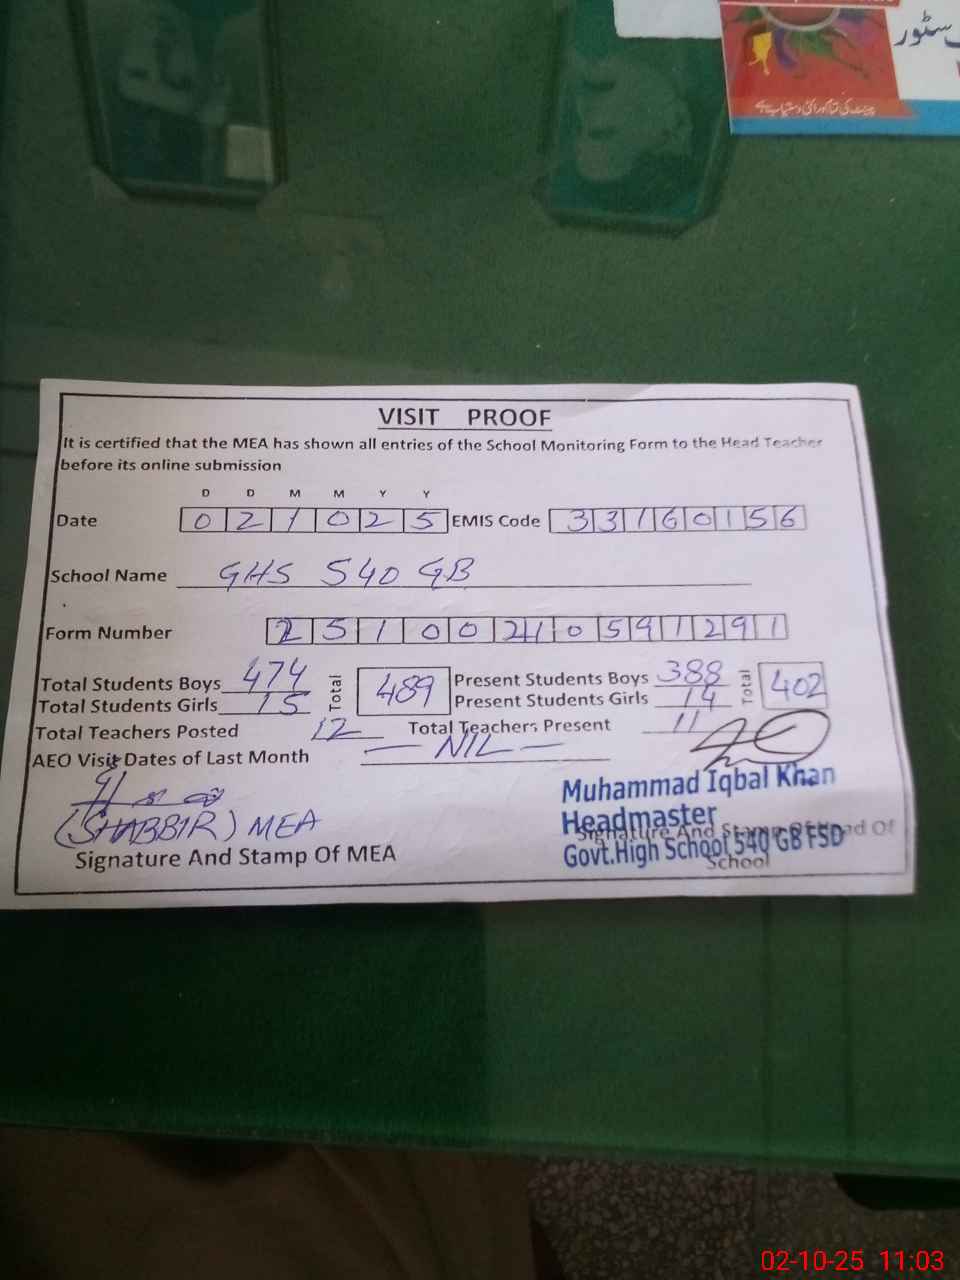 سٹور
VISIT PROOF
It is certified that the MEA has shown all entries of the School Monitoring Form to the Head Teacher
before its online submission
D D M M Y Y
Date 0 2 1 0 2 5 EMIS Code 3 3 1 6 0 1 5 6
School Name GHS 540 GB
Form Number 2 5 1 0 0 2 4 1 0 5 9 1 2 9 1
Total Students Boys 474 Total 489 Present Students Boys 388 Total 402
Total Students Girls 15 Present Students Girls 14
Total Teachers Posted 12 Total Teachers Present 11
AEO Visit Dates of Last Month — NIL —
(SHABBIR) MEA
Signature And Stamp Of MEA
Muhammad Iqbal Khan
Headmaster
Signature And Stamp Of Head Of
Govt.High School 540 GB FSD
School
02-10-25 11:03